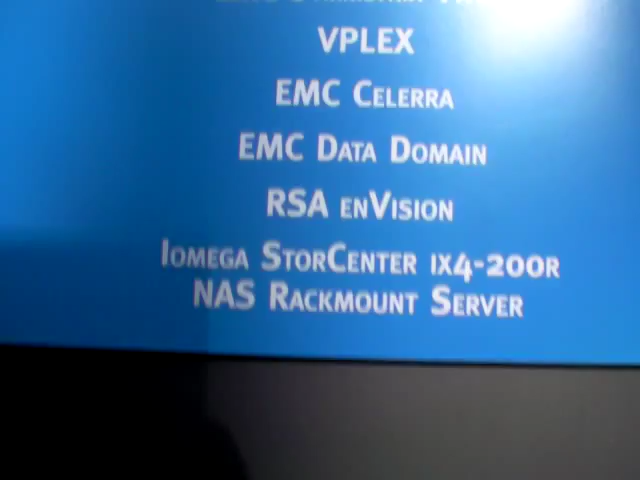 VPLEX
EMC Celerra
EMC Data Domain
RSA enVision
Iomega StorCenter ix4-200r
NAS Rackmount Server